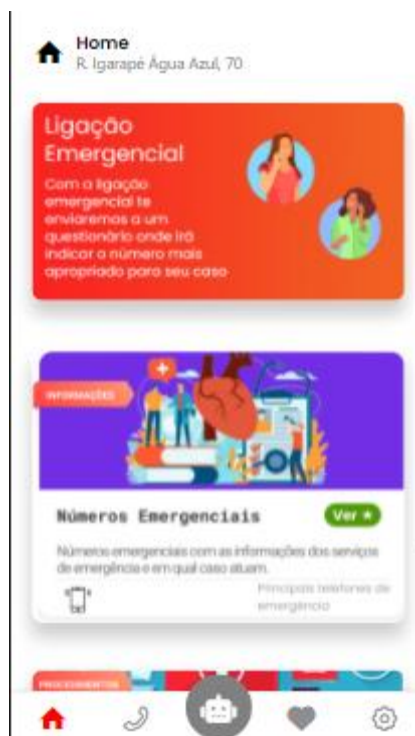 Home
R. Igarapé Água Azul, 70
Ligação
Emergencial
Com a ligação
emergencial te
enviaremos a um
questionário onde irá
indicar o número mais
apropriado para seu caso
INFORMAÇÕES
Números Emergenciais
Ver ★
Números emergenciais com as informações dos serviços
de emergência e em qual caso atuam.
Principais telefones de
emergência
PROCEDIMENTOS